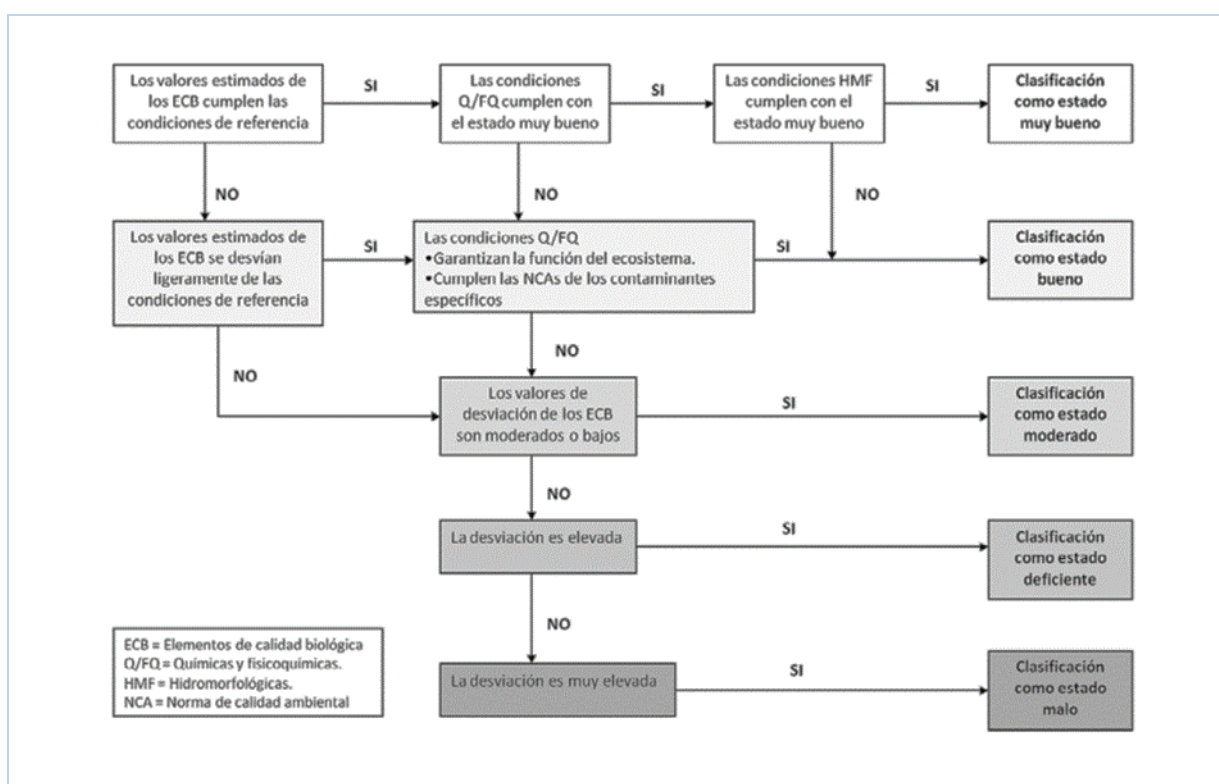 Los valores estimados de
los ECB cumplen las
condiciones de referencia
SI
Las condiciones
Q/FQ cumplen con
el estado muy bueno
SI
Las condiciones HMF
cumplen con el
estado muy bueno
SI
Clasificación
como estado
muy bueno
NO
NO
NO
Los valores estimados de
los ECB se desvían
ligeramente de las
condiciones de referencia
SI
Las condiciones Q/FQ
•Garantizan la función del ecosistema.
•Cumplen las NCAs de los contaminantes
específicos
SI
Clasificación
como estado
bueno
NO
NO
Los valores de
desviación de los ECB
son moderados o bajos
SI
Clasificación
como estado
moderado
NO
La desviación es elevada
SI
Clasificación
como estado
deficiente
NO
La desviación es muy elevada
SI
Clasificación
como estado
malo
ECB = Elementos de calidad biológica
Q/FQ = Químicas y fisicoquímicas.
HMF = Hidromorfológicas.
NCA = Norma de calidad ambiental